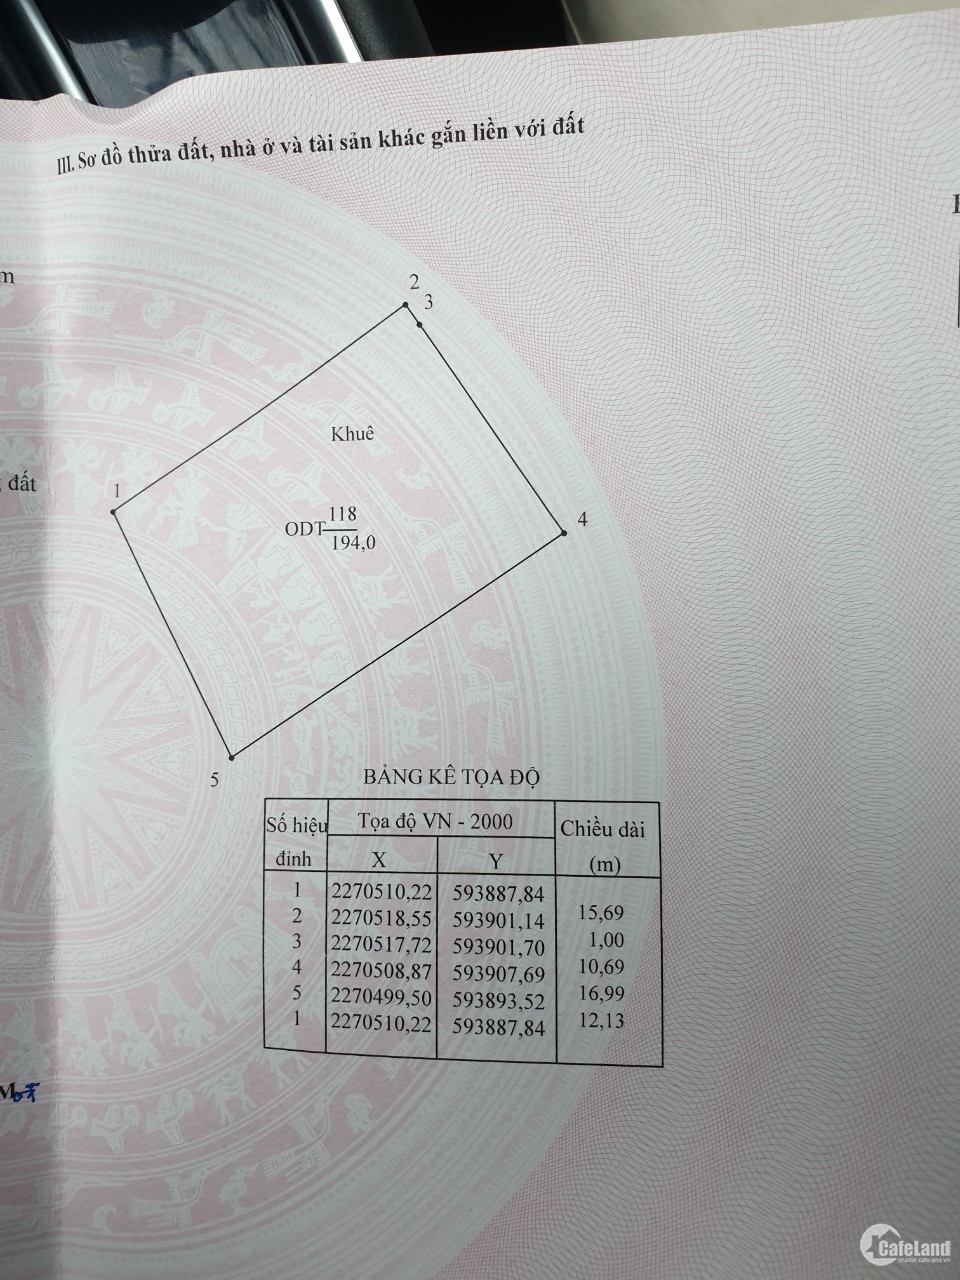 III. Sơ đồ thửa đất, nhà ở và tài sản khác gắn liền với đất
m
2
3
Khuê
đất
1
ODT 118
194,0
4
5
BẢNG KÊ TỌA ĐỘ
Số hiệu đỉnh Tọa độ VN - 2000 Chiều dài (m)
X Y
1 2270510,22 593887,84
15,69
2 2270518,55 593901,14
1,00
3 2270517,72 593901,70
10,69
4 2270508,87 593907,69
16,99
5 2270499,50 593893,52
12,13
1 2270510,22 593887,84
CafeLand
nhadat.cafeland.vn